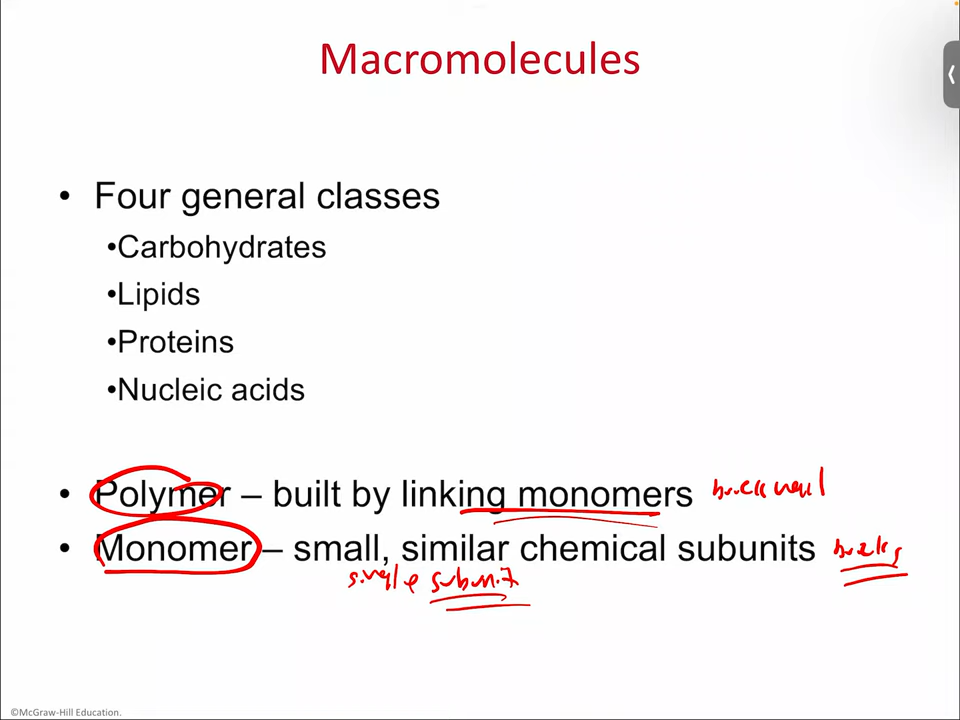 Macromolecules
• Four general classes
•Carbohydrates
•Lipids
•Proteins
•Nucleic acids
• Polymer – built by linking monomers brick wall
• Monomer – small, similar chemical subunits bricks
single subunit
©McGraw-Hill Education.